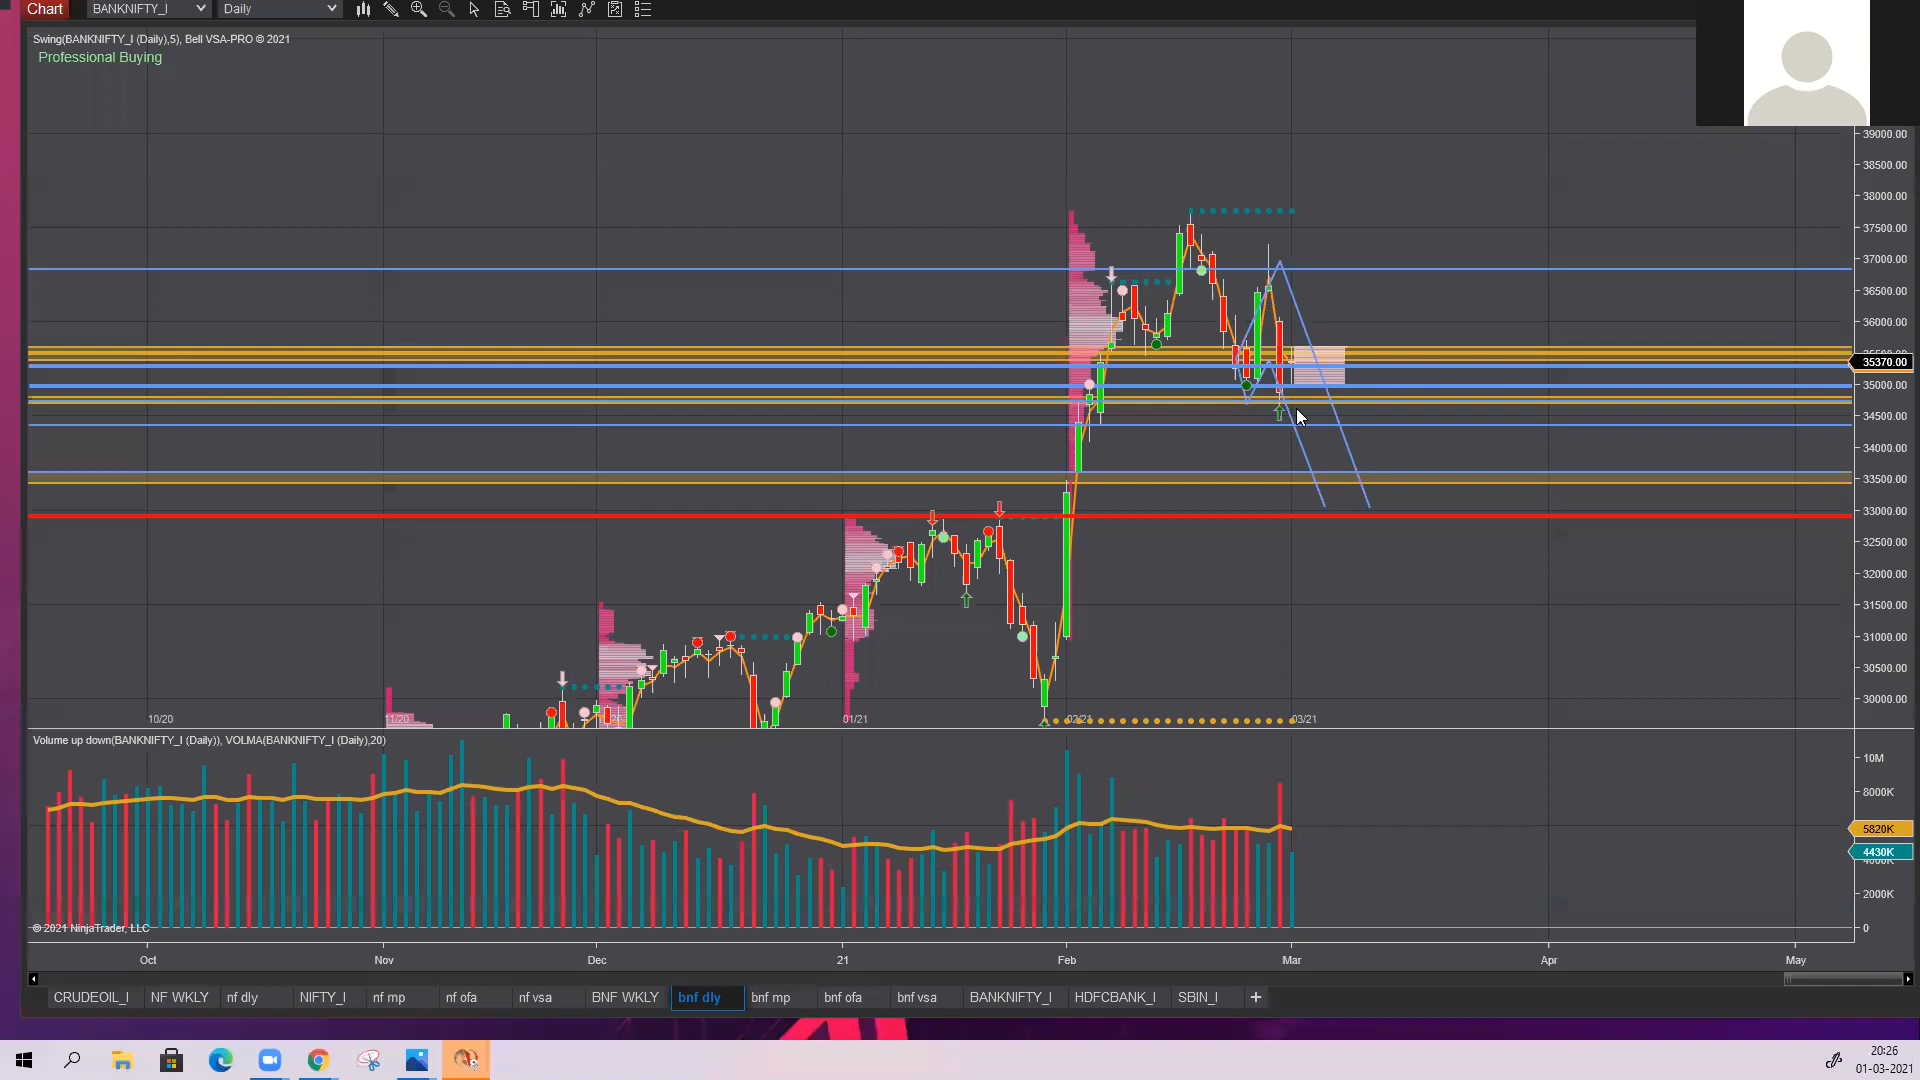 Chart BANKNIFTY_I Daily
Swing(BANKNIFTY_I (Daily),5), Bell VSA-PRO © 2021
Professional Buying
39000.00
38500.00
38000.00
37500.00
37000.00
36500.00
36000.00
35370.00
35000.00
34500.00
34000.00
33500.00
33000.00
32500.00
32000.00
31500.00
31000.00
30500.00
30000.00
10/20 11/20 01/21 02/21 03/21
Volume up down(BANKNIFTY_I (Daily)), VOLMA(BANKNIFTY_I (Daily),20)
10M
8000K
5820K
4430K
4000K
2000K
0
© 2021 NinjaTrader, LLC
Oct Nov Dec 21 Feb Mar Apr May
CRUDEOIL_I NF WKLY nf dly NIFTY_I nf mp nf ofa nf vsa BNF WKLY bnf dly bnf mp bnf ofa bnf vsa BANKNIFTY_I HDFCBANK_I SBIN_I +
20:26
01-03-2021